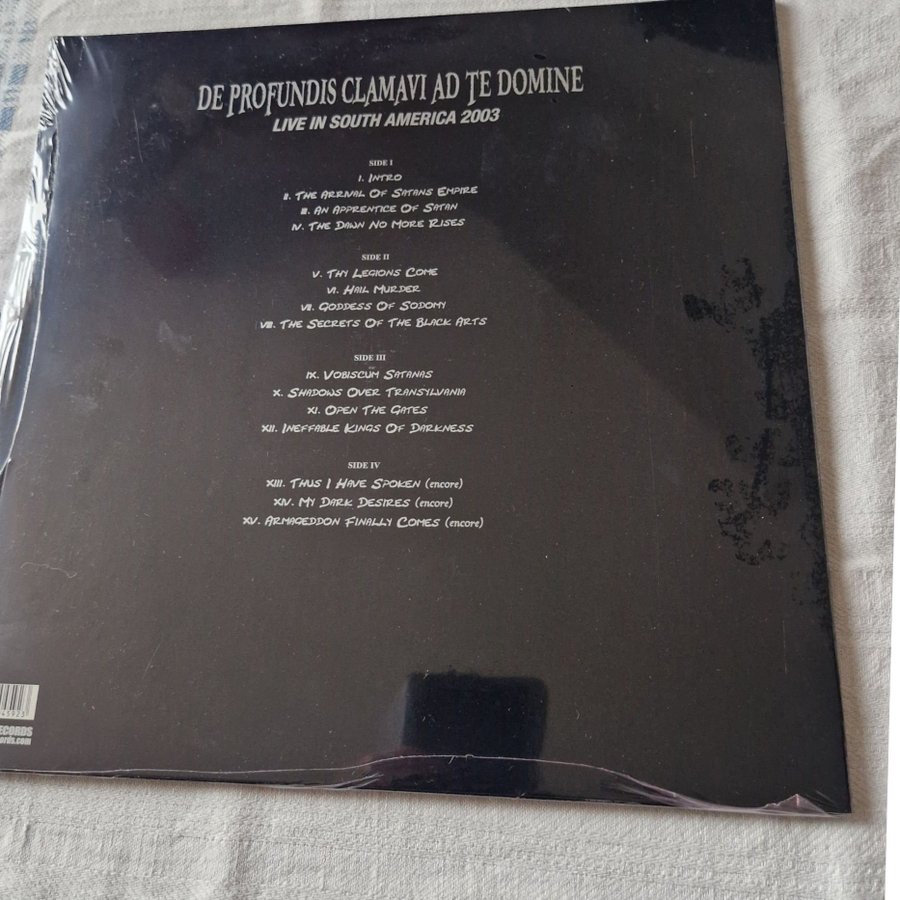 DE PROFUNDIS CLAMAVI AD TE DOMINE
LIVE IN SOUTH AMERICA 2003
SIDE I
I. INTRO
II. THE ARRIVAL OF SATANS EMPIRE
III. AN APPRENTICE OF SATAN
IV. THE DAWN NO MORE RISES
SIDE II
V. THY LEGIONS COME
VI. HAIL MURDER
VII. GODDESS OF SODOMY
VIII. THE SECRETS OF THE BLACK ARTS
SIDE III
IX. VOBISCUM SATANAS
X. SHADOWS OVER TRANSYLVANIA
XI. OPEN THE GATES
XII. INEFFABLE KINGS OF DARKNESS
SIDE IV
XIII. THUS I HAVE SPOKEN (encore)
XIV. MY DARK DESIRES (encore)
XV. ARMAGEDDON FINALLY COMES (encore)